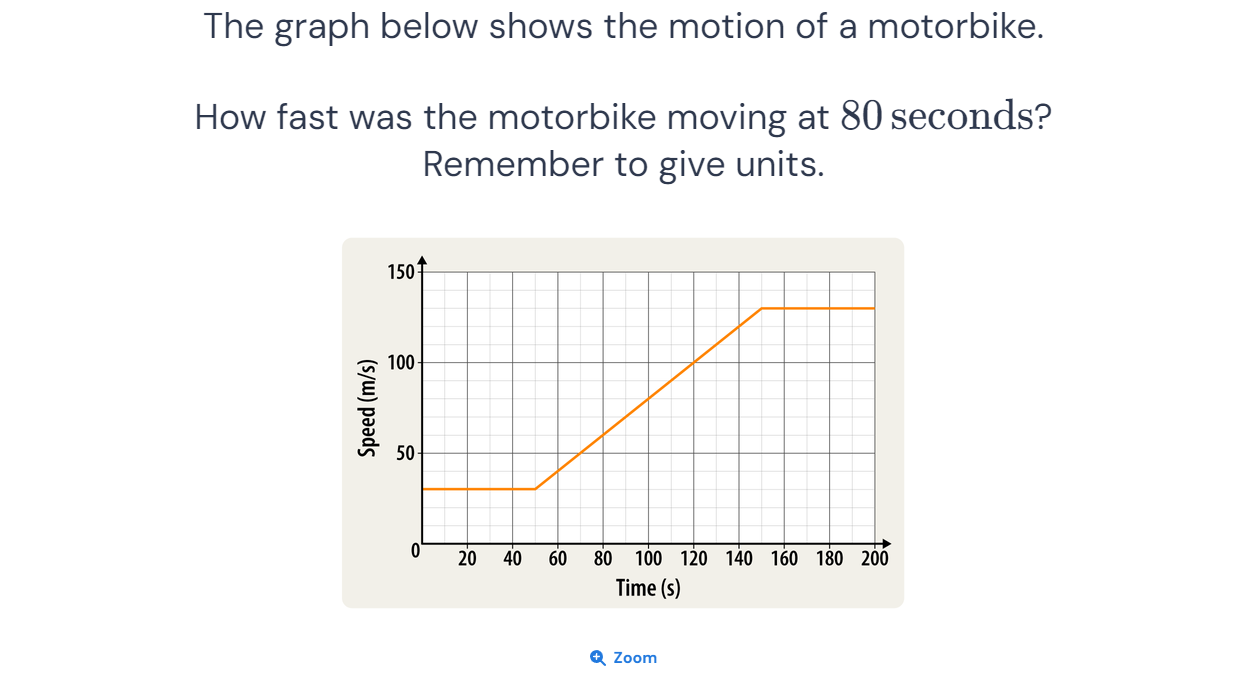 The graph below shows the motion of a motorbike.
How fast was the motorbike moving at 80 seconds?
Remember to give units.
150
100
50
0
Speed (m/s)
20 40 60 80 100 120 140 160 180 200
Time (s)
Zoom